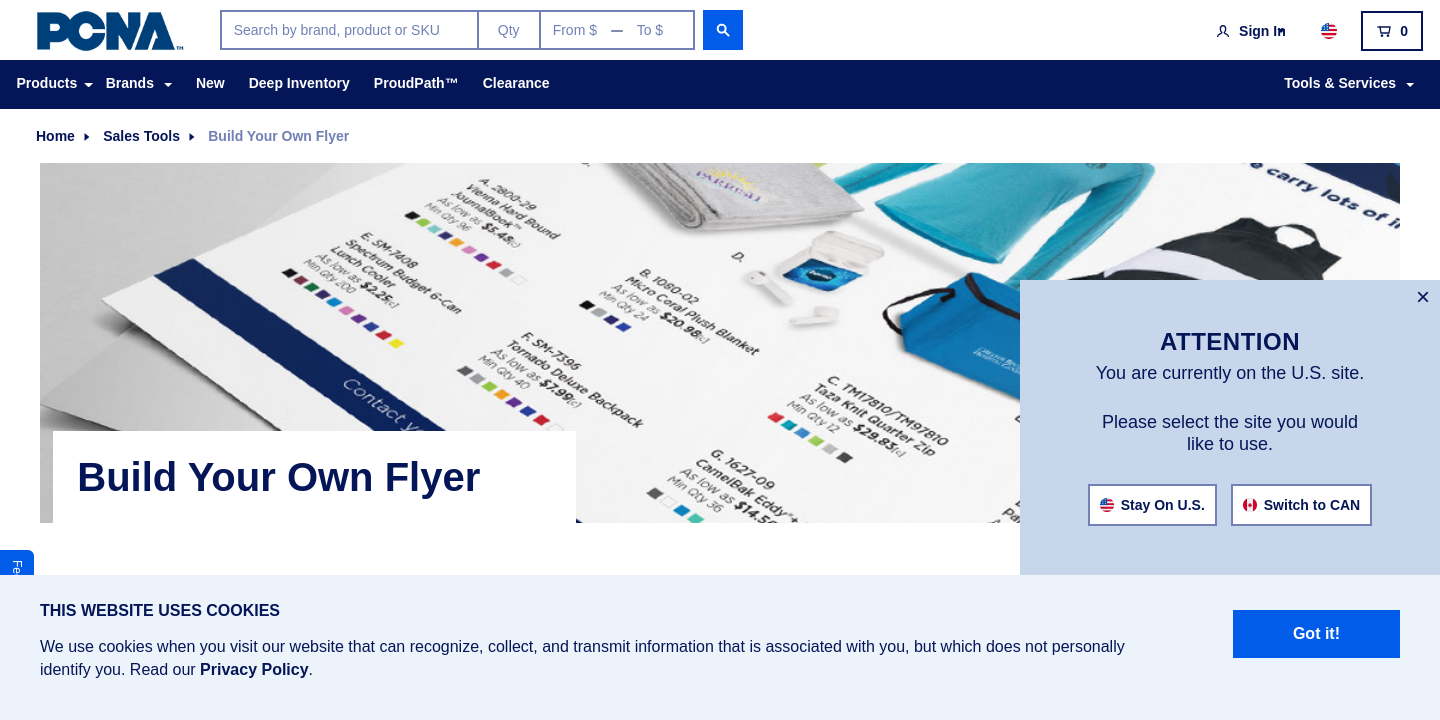 PCNA™
Search by brand, product or SKU
Qty
From $ — To $
Sign In
0
Products
Brands
New
Deep Inventory
ProudPath™
Clearance
Tools & Services
Home
Sales Tools
Build Your Own Flyer
PARREM
we carry lots of
A. 2800-29
Vienna Hard Bound
JournalBook™
As low as $5.43(c)
Min Qty 96
E. SM-7408
Spectrum Budget 6-Can
Lunch Cooler
As low as $2.25(c)
Min Qty 200
D.
B. 1080-02
Micro Coral Plush Blanket
As low as $20.98(c)
Min Qty 24
F. SM-7396
Tornado Deluxe Backpack
As low as $7.99(c)
Min Qty 40
C. TM17810/TM97810
Taza Knit Quarter Zip
As low as $29.83(c)
Min Qty 12
G. 1627-09
CamelBak Eddy®+
As low as $14.50
Min Qty 36
Contact y
Build Your Own Flyer
×
ATTENTION
You are currently on the U.S. site.
Please select the site you would
like to use.
Stay On U.S.
Switch to CAN
Fe
THIS WEBSITE USES COOKIES
We use cookies when you visit our website that can recognize, collect, and transmit information that is associated with you, but which does not personally
identify you. Read our Privacy Policy.
Got it!